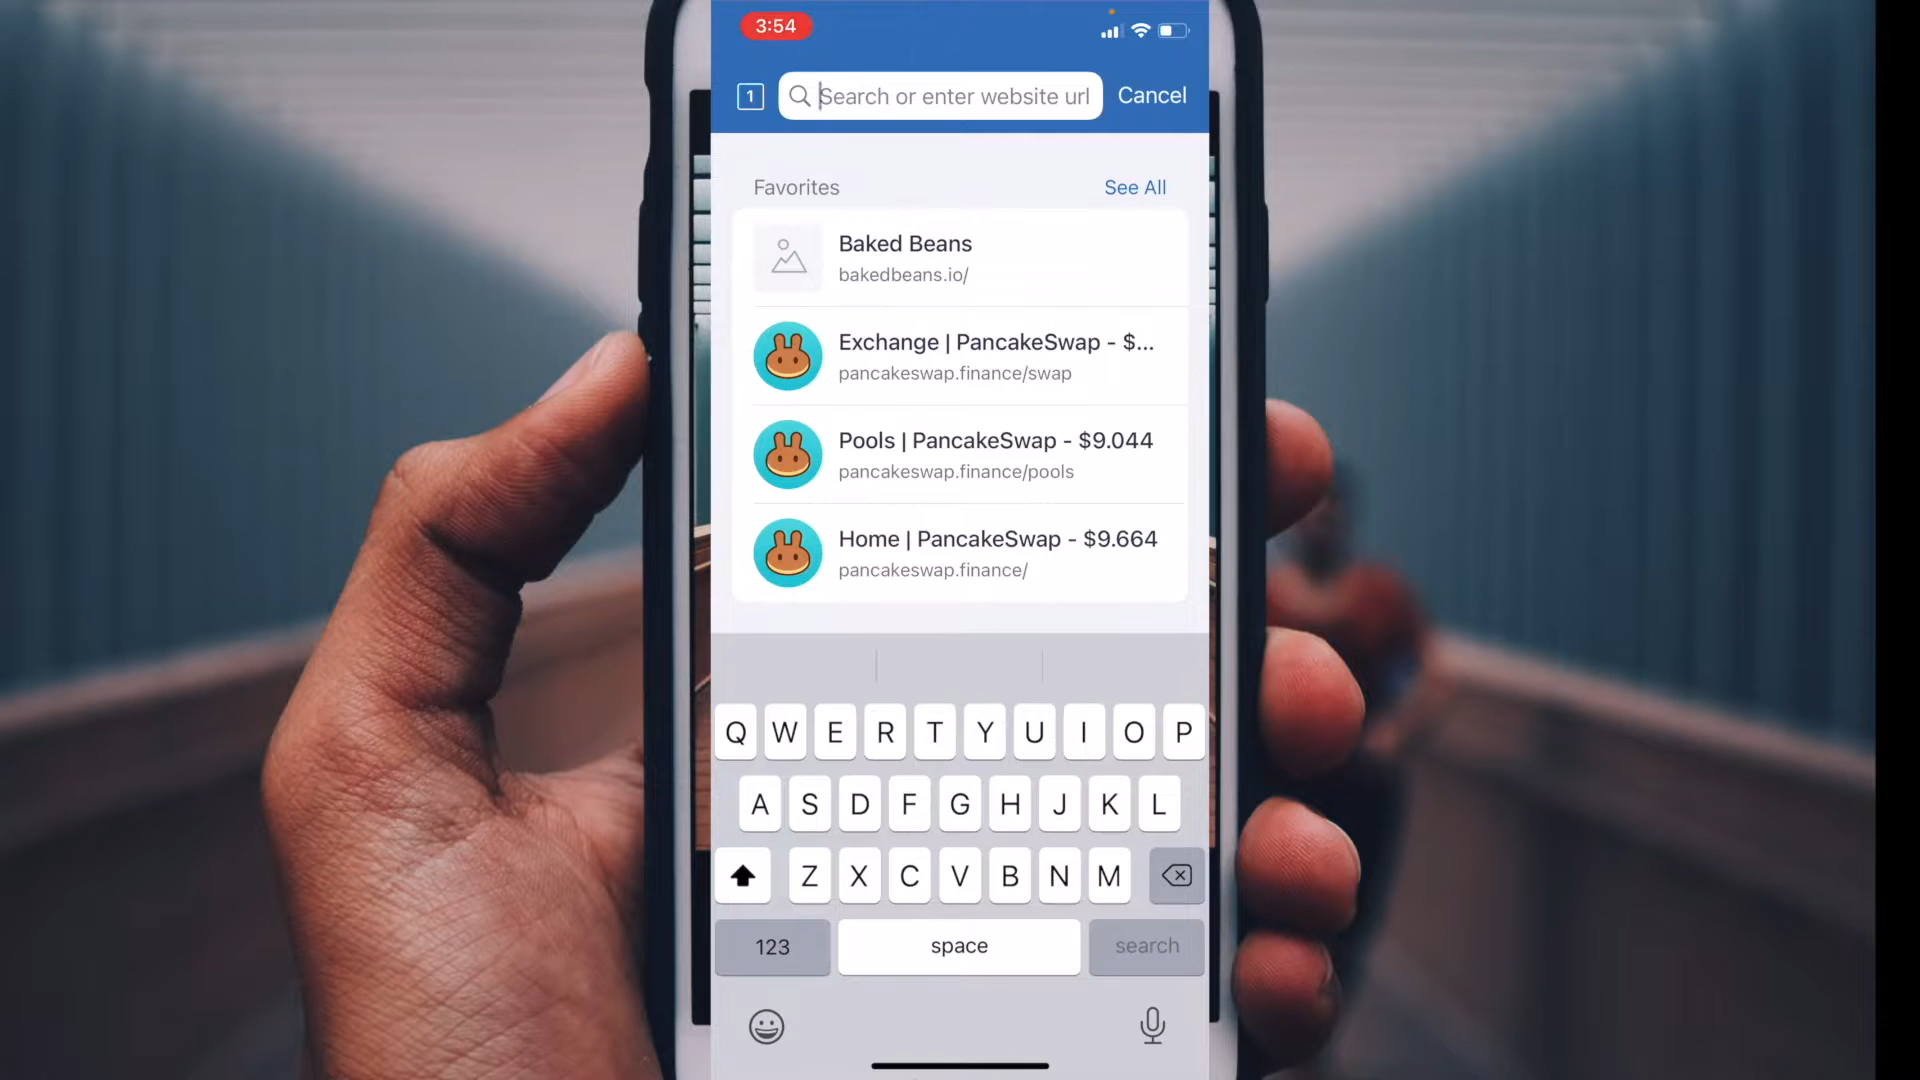 3:54
1
Search or enter website url
Cancel
Favorites
See All
Baked Beans
bakedbeans.io/
Exchange | PancakeSwap - $...
pancakeswap.finance/swap
Pools | PancakeSwap - $9.044
pancakeswap.finance/pools
Home | PancakeSwap - $9.664
pancakeswap.finance/
Q W E R T Y U I O P
A S D F G H J K L
Z X C V B N M
123
space
search